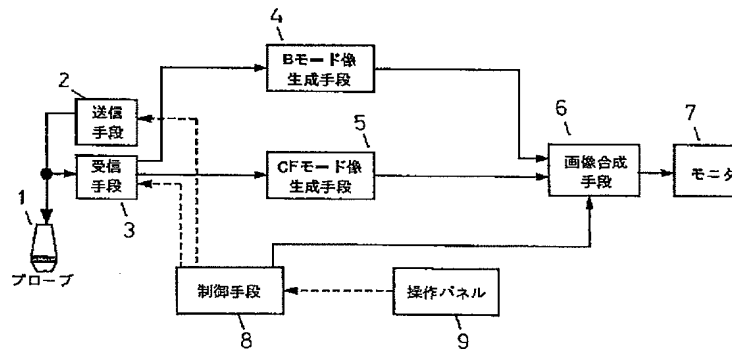 4
Bモード像
生成手段
2
送信
手段
5
6
7
受信
手段
CFモード像
生成手段
画像合成
手段
モニタ
1
3
プローブ
制御手段
操作パネル
8
9